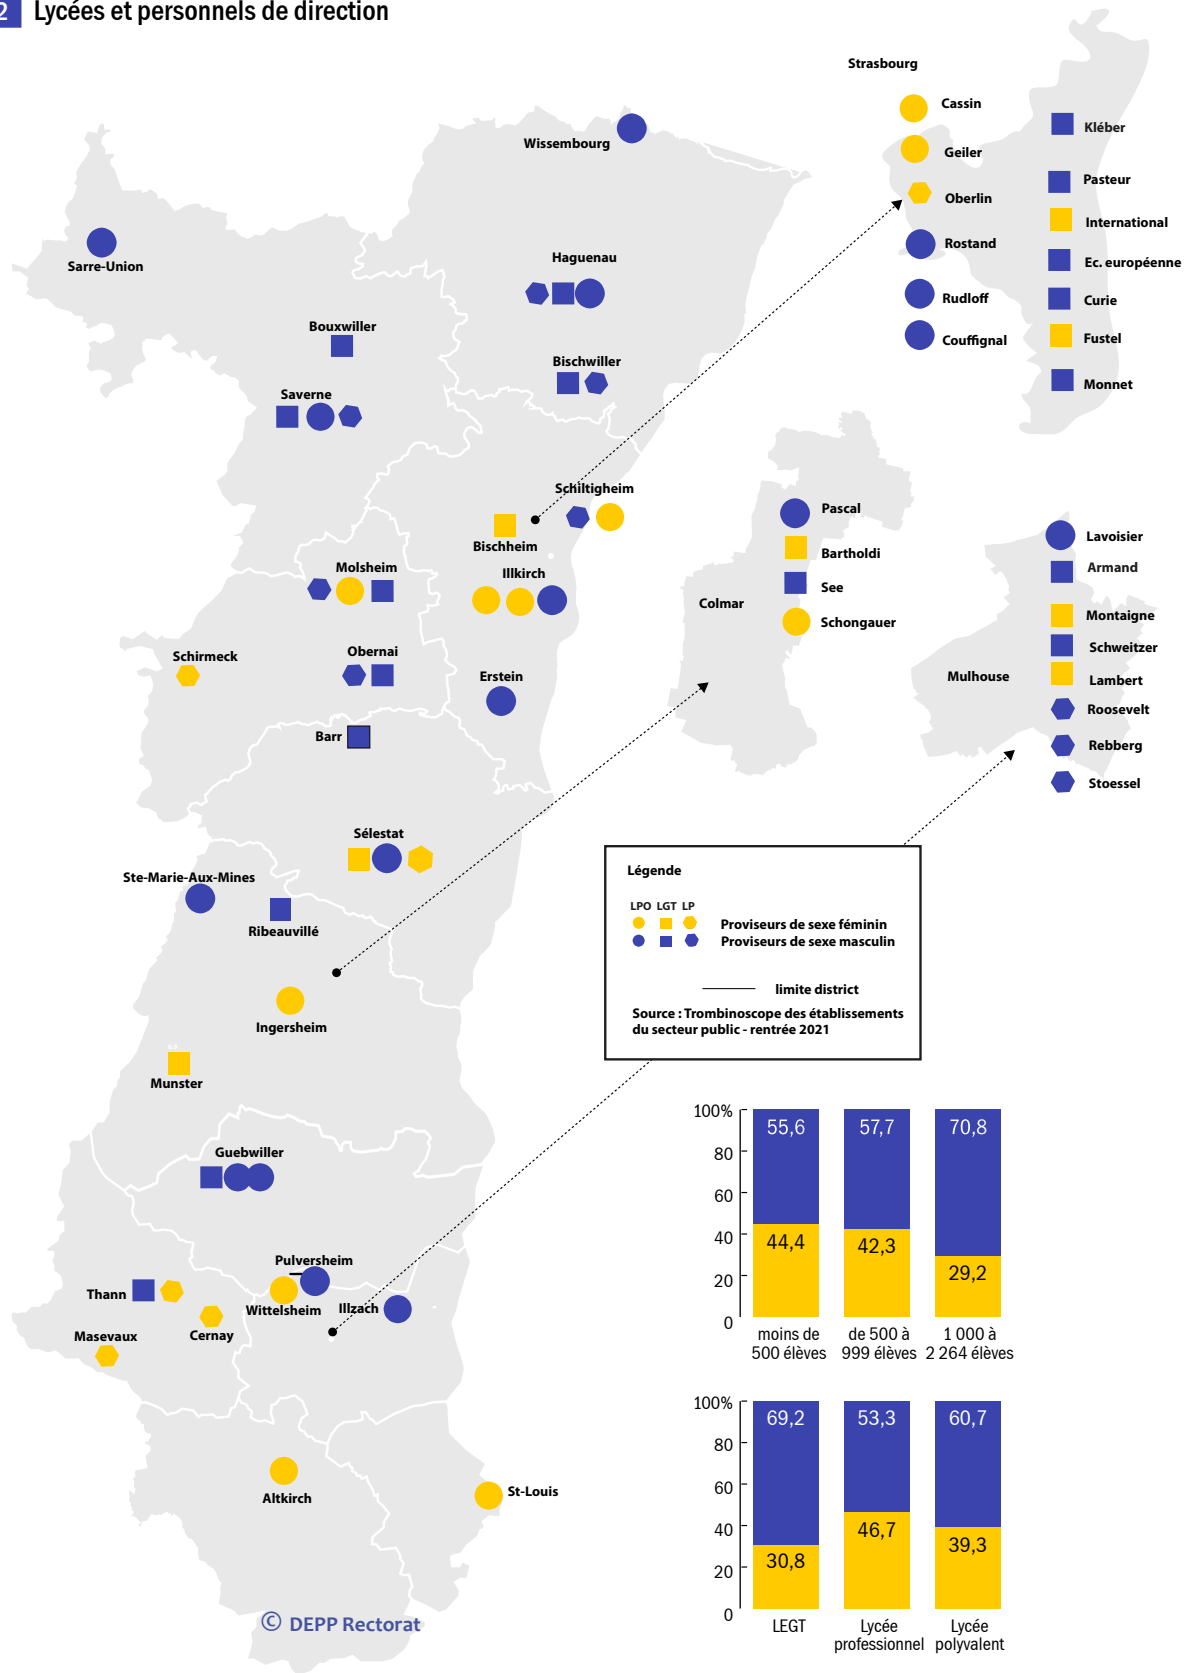 2 Lycées et personnels de direction
Strasbourg
Cassin
Geiler
Oberlin
Rostand
Rudloff
Couffignal
Kléber
Pasteur
International
Ec. européenne
Curie
Fustel
Monnet
Wissembourg
Sarre-Union
Haguenau
Bouxwiller
Bischwiller
Saverne
Schiltigheim
Bischheim
Molsheim
Illkirch
Schirmeck
Obernai
Erstein
Barr
Sélestat
Ste-Marie-Aux-Mines
Ribeauvillé
Ingersheim
Munster
Guebwiller
Pulversheim
Thann
Wittelsheim
Illzach
Cernay
Masevaux
Altkirch
St-Louis
© DEPP Rectorat
Colmar
Pascal
Bartholdi
See
Schongauer
Mulhouse
Lavoisier
Armand
Montaigne
Schweitzer
Lambert
Roosevelt
Rebberg
Stoessel
Légende
LPO LGT LP
Proviseurs de sexe féminin
Proviseurs de sexe masculin
limite district
Source : Trombinoscope des établissements
du secteur public - rentrée 2021
100%
80
60
40
20
0
55,6 57,7 70,8
44,4 42,3 29,2
moins de
500 élèves
de 500 à
999 élèves
1 000 à
2 264 élèves
100%
80
60
40
20
0
69,2 53,3 60,7
30,8 46,7 39,3
LEGT
Lycée
professionnel
Lycée
polyvalent